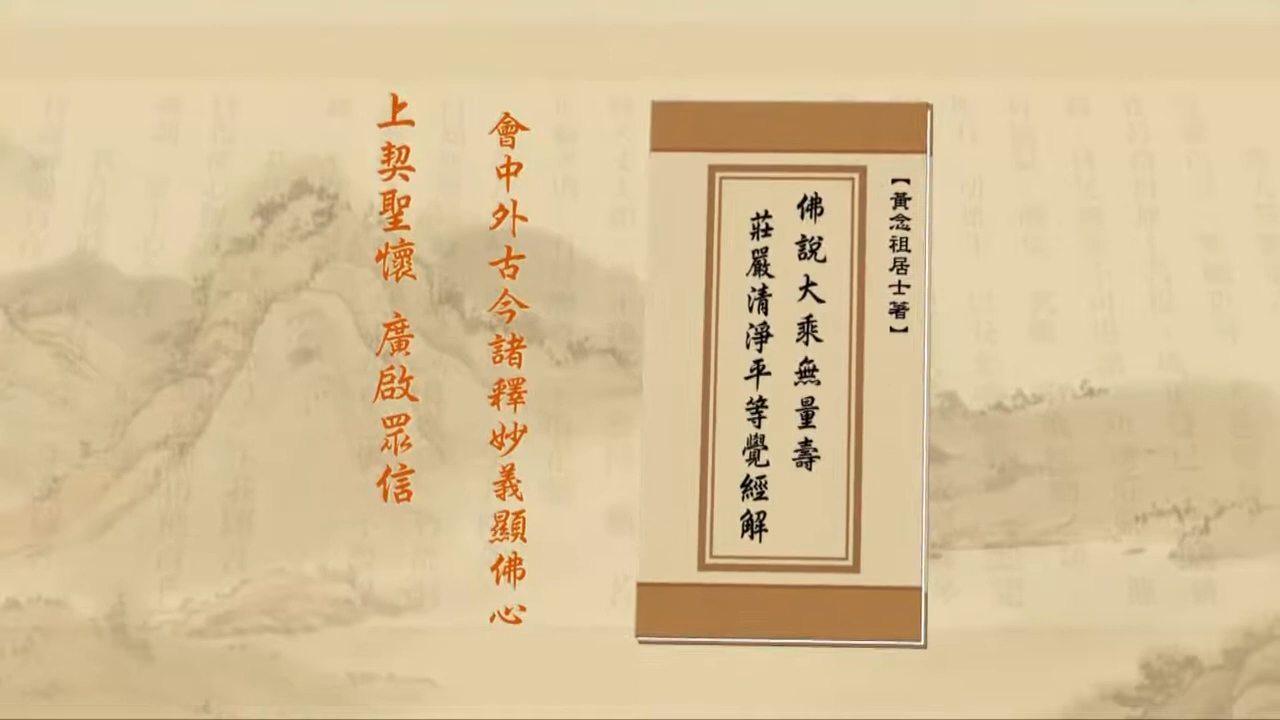 【黃念祖居士著】
佛說大乘無量壽
莊嚴清淨平等覺經解
會中外古今諸釋妙義顯佛心
上契聖懷 廣啟眾信